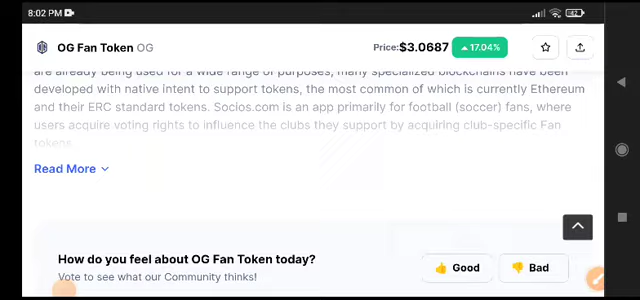 8:02 PM
42
OG Fan Token OG
Price:$3.0687
17.04%
are already being used for a wide range of purposes, many specialized blockchains have been
developed with native intent to support tokens, the most common of which is currently Ethereum
and their ERC standard tokens. Socios.com is an app primarily for football (soccer) fans, where
users acquire voting rights to influence the clubs they support by acquiring club-specific Fan
tokens.
Read More
How do you feel about OG Fan Token today?
Vote to see what our Community thinks!
👍 Good
👎 Bad